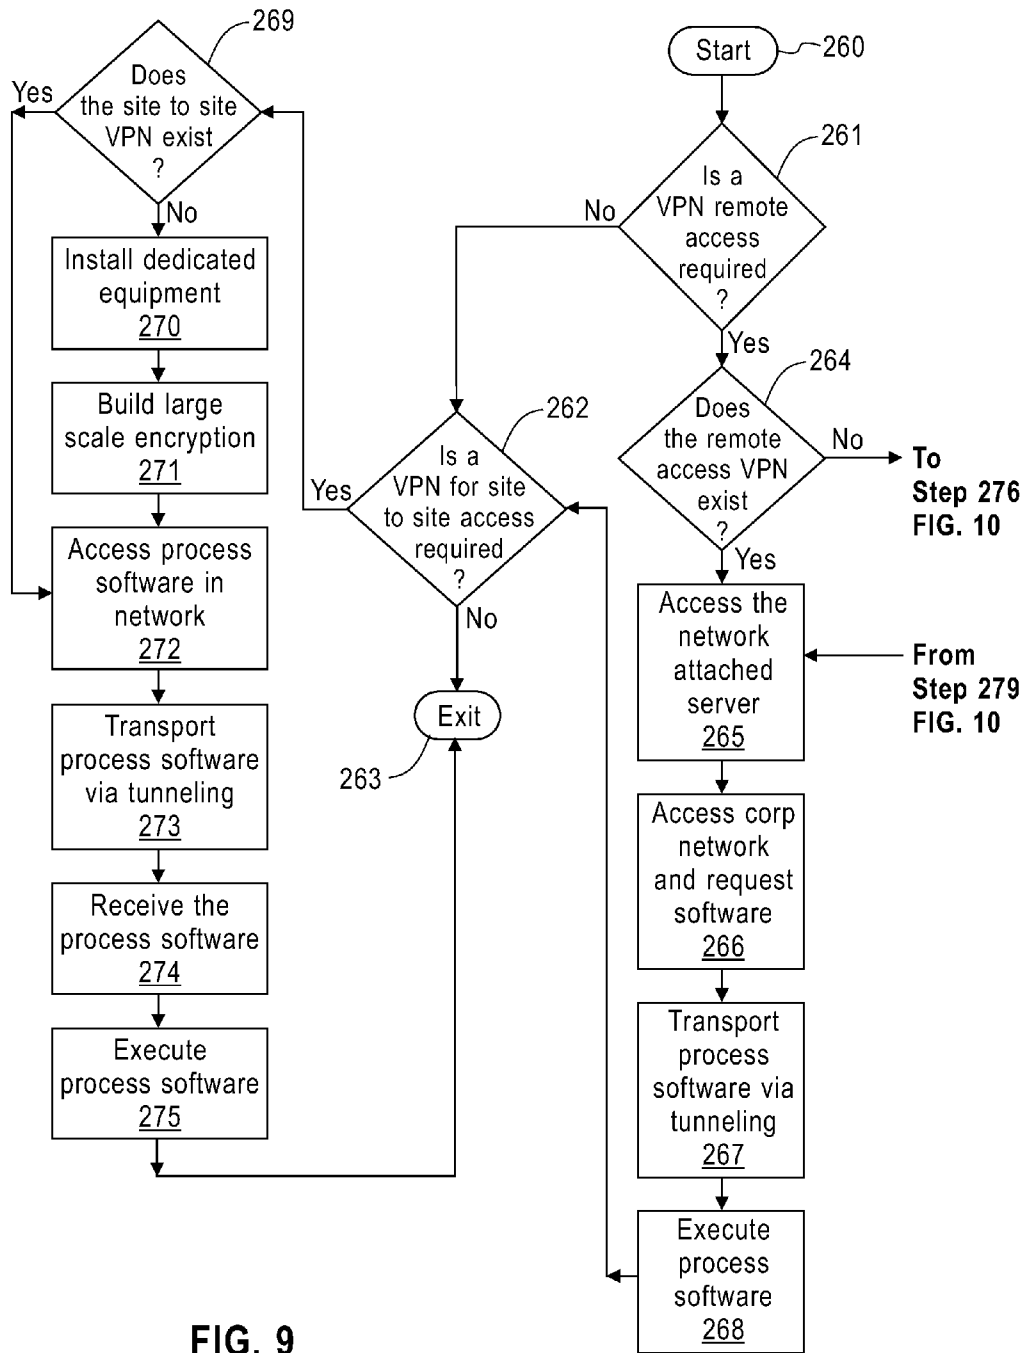 269
Does
the site to site
VPN exist
?
Yes
No
Install dedicated
equipment
270
Build large
scale encryption
271
Access process
software in
network
272
Transport
process software
via tunneling
273
Receive the
process software
274
Execute
process software
275
Start
260
261
Is a
VPN remote
access
required
?
No
Yes
262
Is a
VPN for site
to site access
required
?
Yes
No
Exit
263
264
Does
the remote
access VPN
exist
?
No
To
Step 276
FIG. 10
Yes
Access the
network
attached
server
265
From
Step 279
FIG. 10
Access corp
network
and request
software
266
Transport
process
software via
tunneling
267
Execute
process
software
268
FIG. 9